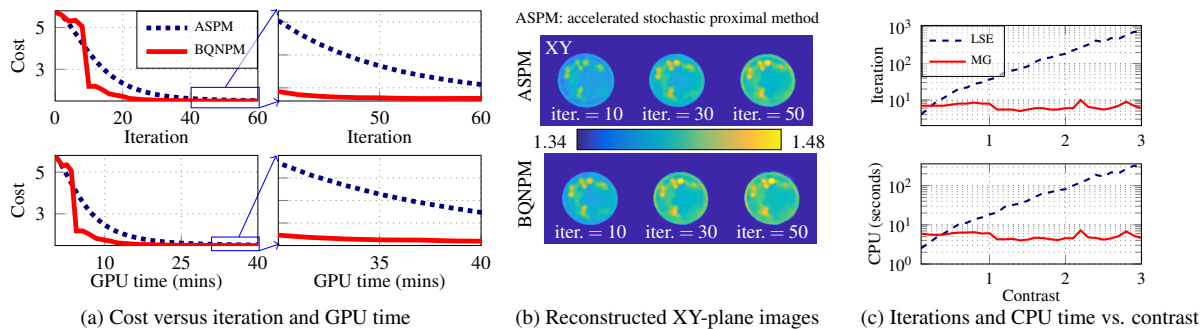 5
3
Cost
ASPM
BQNPM
0 20 40 60
50 60
Iteration
Iteration
5
3
Cost
10 25 40
35 40
GPU time (mins)
GPU time (mins)
(a) Cost versus iteration and GPU time
ASPM: accelerated stochastic proximal method
XY
ASPM
iter. = 10 iter. = 30 iter. = 50
1.34 1.48
BQNPM
iter. = 10 iter. = 30 iter. = 50
(b) Reconstructed XY-plane images
10³
10²
10¹
10⁰
Iteration
LSE
MG
1 2 3
10²
10¹
10⁰
CPU (seconds)
1 2 3
Contrast
(c) Iterations and CPU time vs. contrast